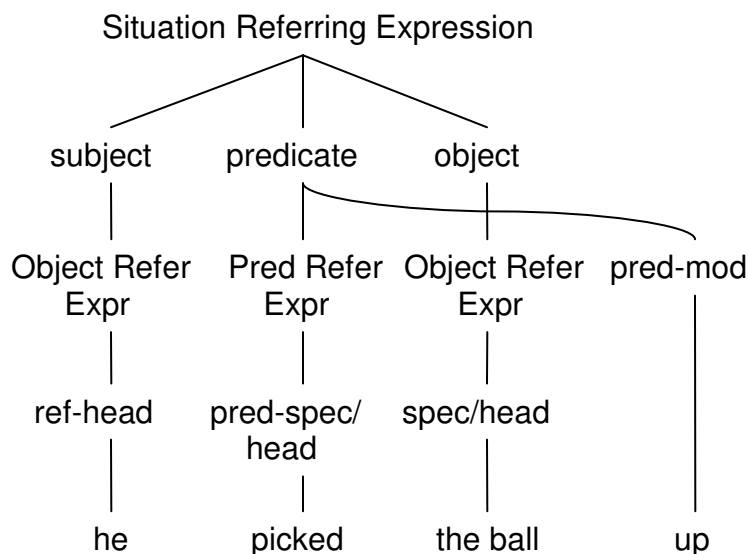 Situation Referring Expression
subject predicate object
Object Refer Pred Refer Object Refer pred-mod
Expr Expr Expr
ref-head pred-spec/ spec/head
head
he picked the ball up